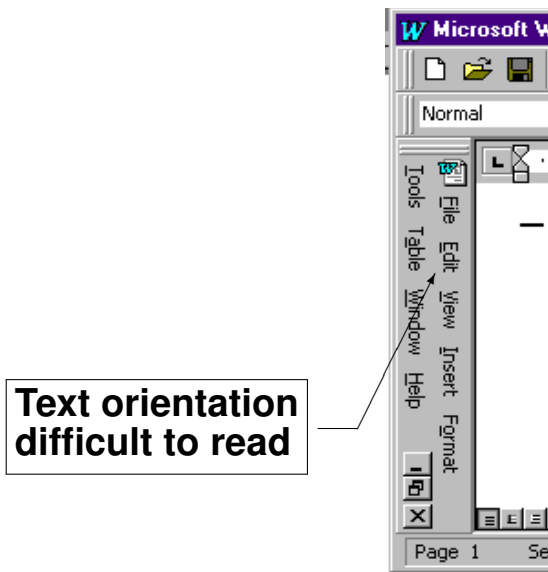 Microsoft W
Normal
File Edit View Insert Format
Tools Table Window Help
Text orientation
difficult to read
Page 1 Se